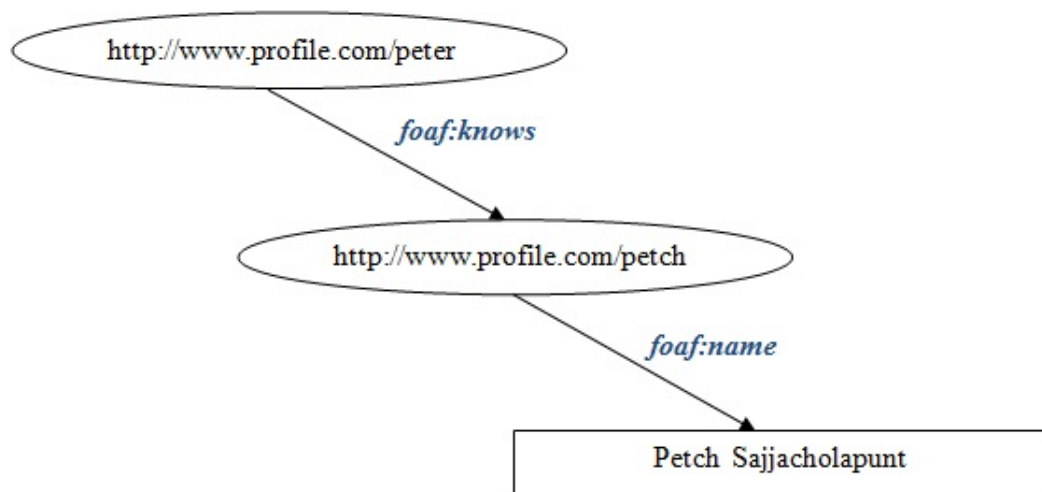 http://www.profile.com/peter
foaf:knows
http://www.profile.com/petch
foaf:name
Petch Sajjacholapunt